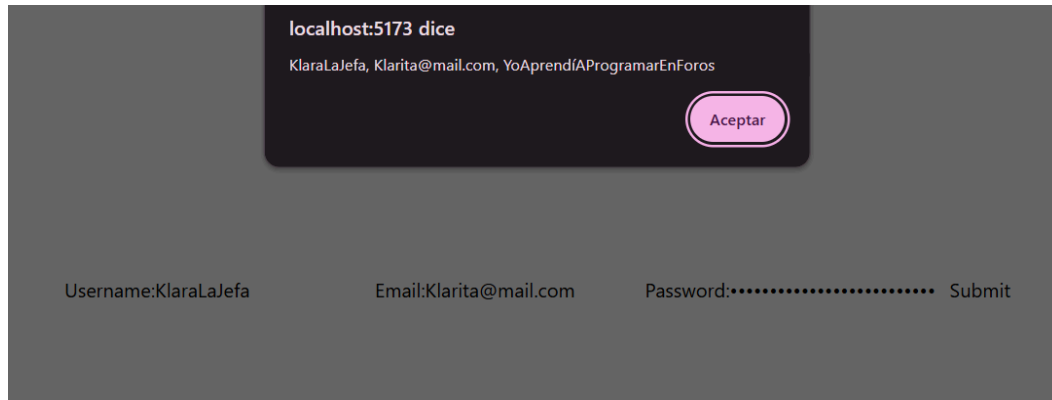 localhost:5173 dice
KlaraLaJefa, Klarita@mail.com, YoAprendíAProgramarEnForos
Aceptar
Username:KlaraLaJefa Email:Klarita@mail.com Password:•••••••••••••••••••••••••• Submit